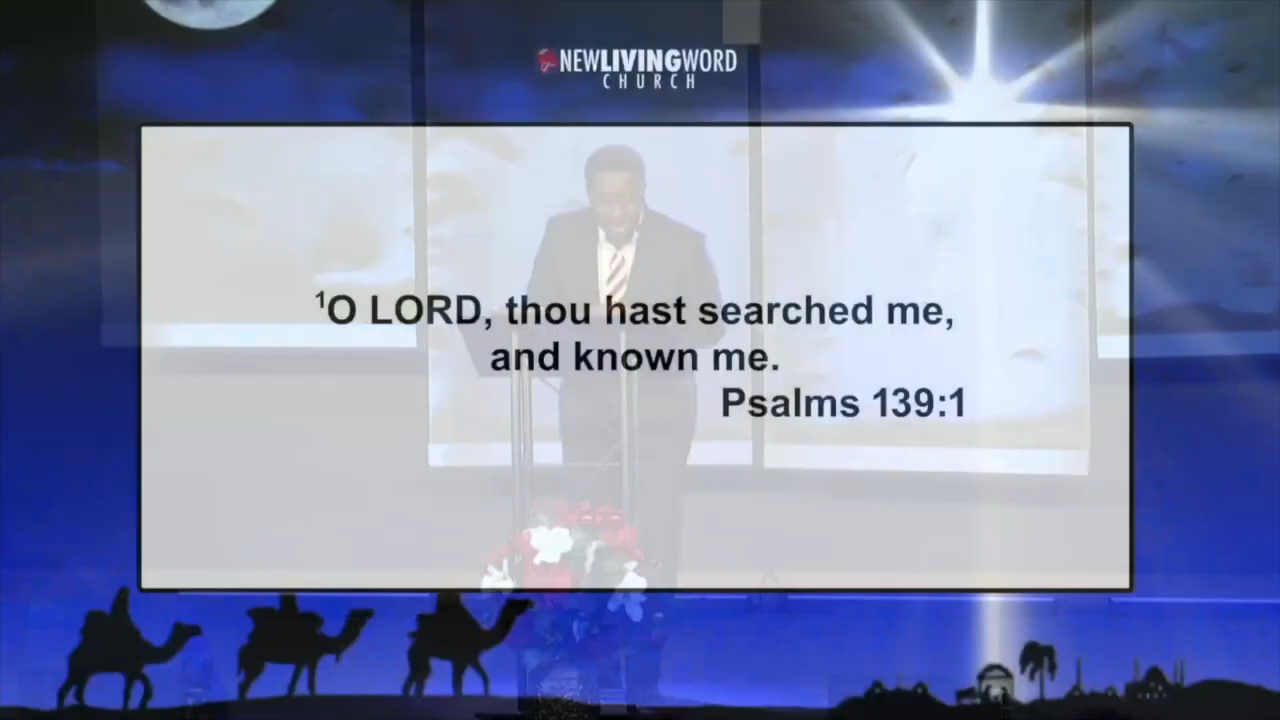 NEWLIVINGWORD
CHURCH
¹O LORD, thou hast searched me,
and known me.
Psalms 139:1